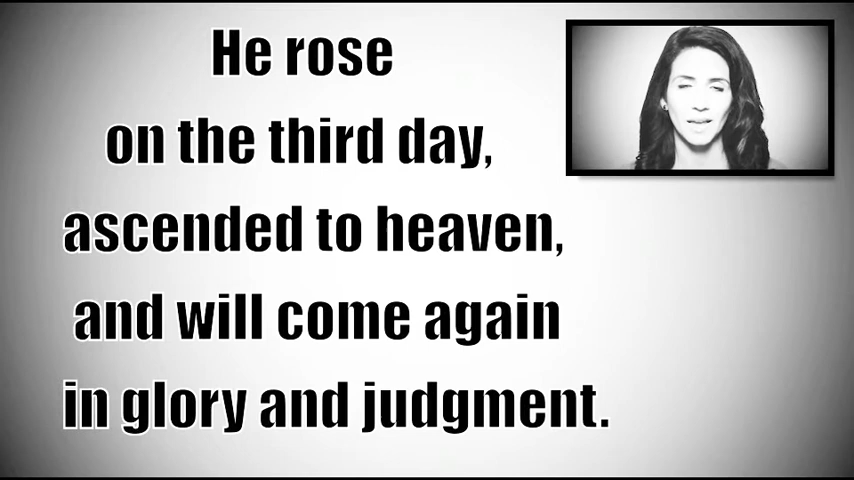 He rose
on the third day,
ascended to heaven,
and will come again
in glory and judgment.